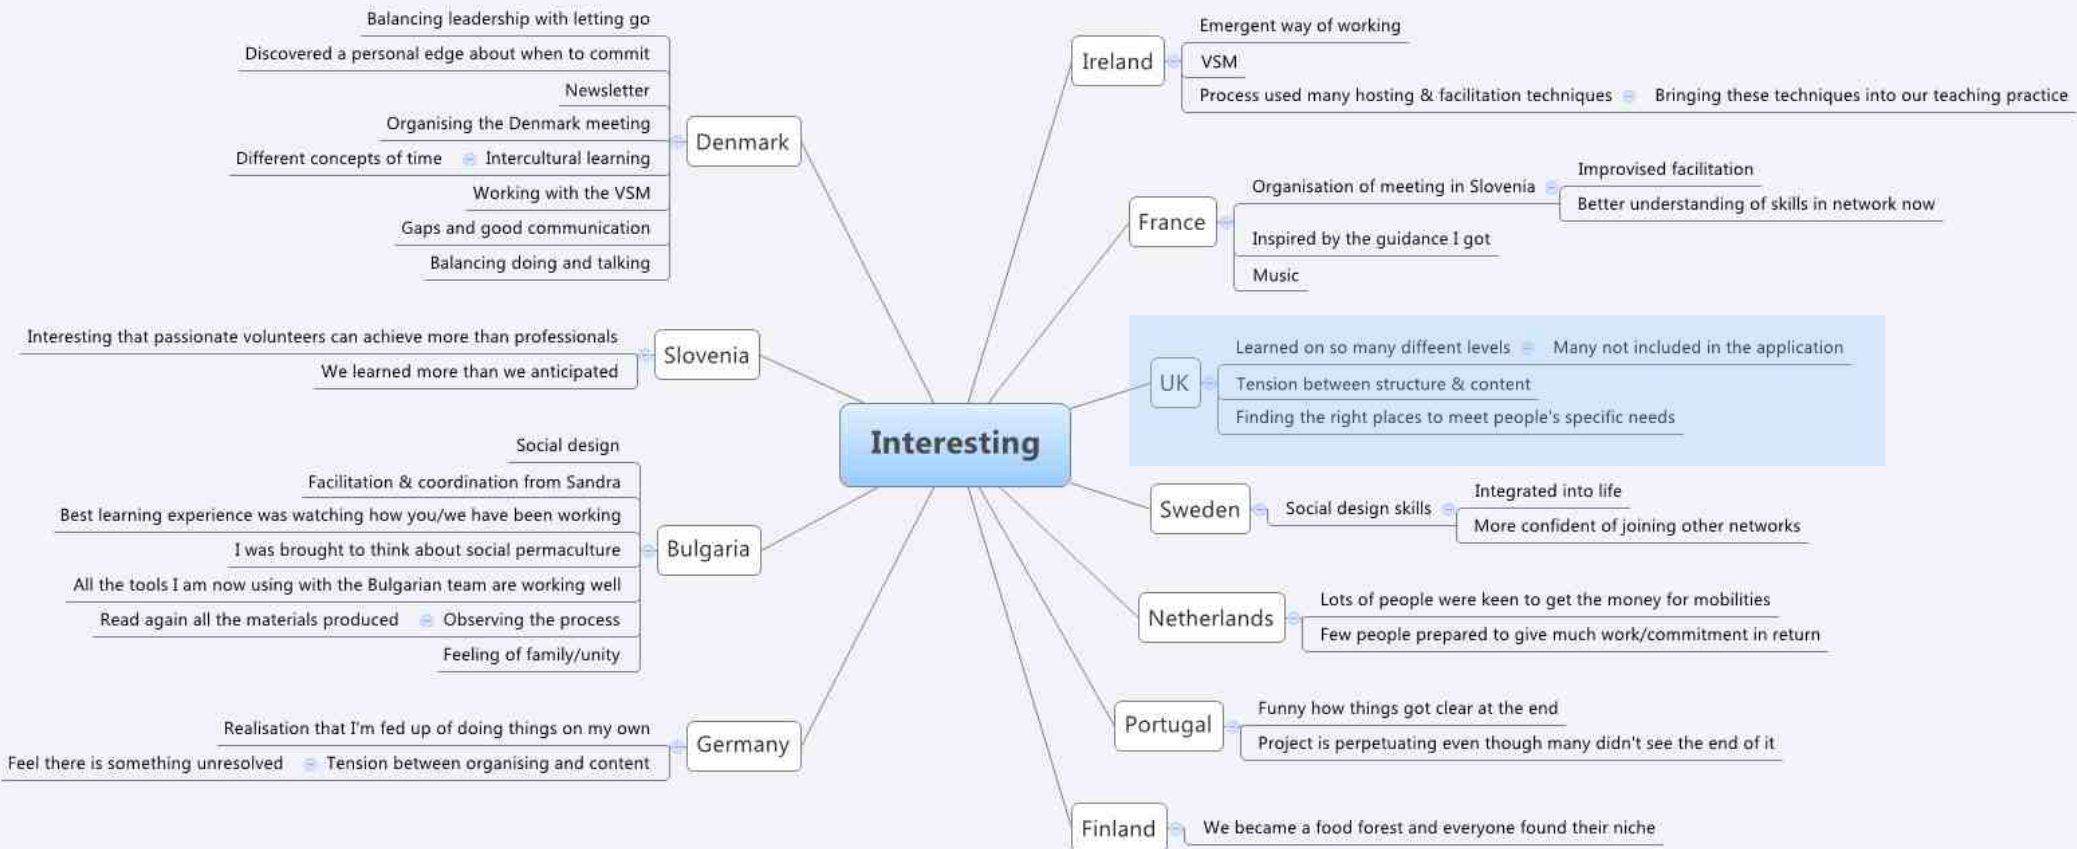 Interesting
Ireland
Emergent way of working
VSM
Process used many hosting & facilitation techniques
Bringing these techniques into our teaching practice
France
Organisation of meeting in Slovenia
Improvised facilitation
Better understanding of skills in network now
Inspired by the guidance I got
Music
UK
Learned on so many diffeent levels
Many not included in the application
Tension between structure & content
Finding the right places to meet people's specific needs
Sweden
Social design skills
Integrated into life
More confident of joining other networks
Netherlands
Lots of people were keen to get the money for mobilities
Few people prepared to give much work/commitment in return
Portugal
Funny how things got clear at the end
Project is perpetuating even though many didn't see the end of it
Finland
We became a food forest and everyone found their niche
Denmark
Balancing leadership with letting go
Discovered a personal edge about when to commit
Newsletter
Organising the Denmark meeting
Intercultural learning
Different concepts of time
Working with the VSM
Gaps and good communication
Balancing doing and talking
Slovenia
Interesting that passionate volunteers can achieve more than professionals
We learned more than we anticipated
Bulgaria
Social design
Facilitation & coordination from Sandra
Best learning experience was watching how you/we have been working
I was brought to think about social permaculture
All the tools I am now using with the Bulgarian team are working well
Observing the process
Read again all the materials produced
Feeling of family/unity
Germany
Realisation that I'm fed up of doing things on my own
Tension between organising and content
Feel there is something unresolved